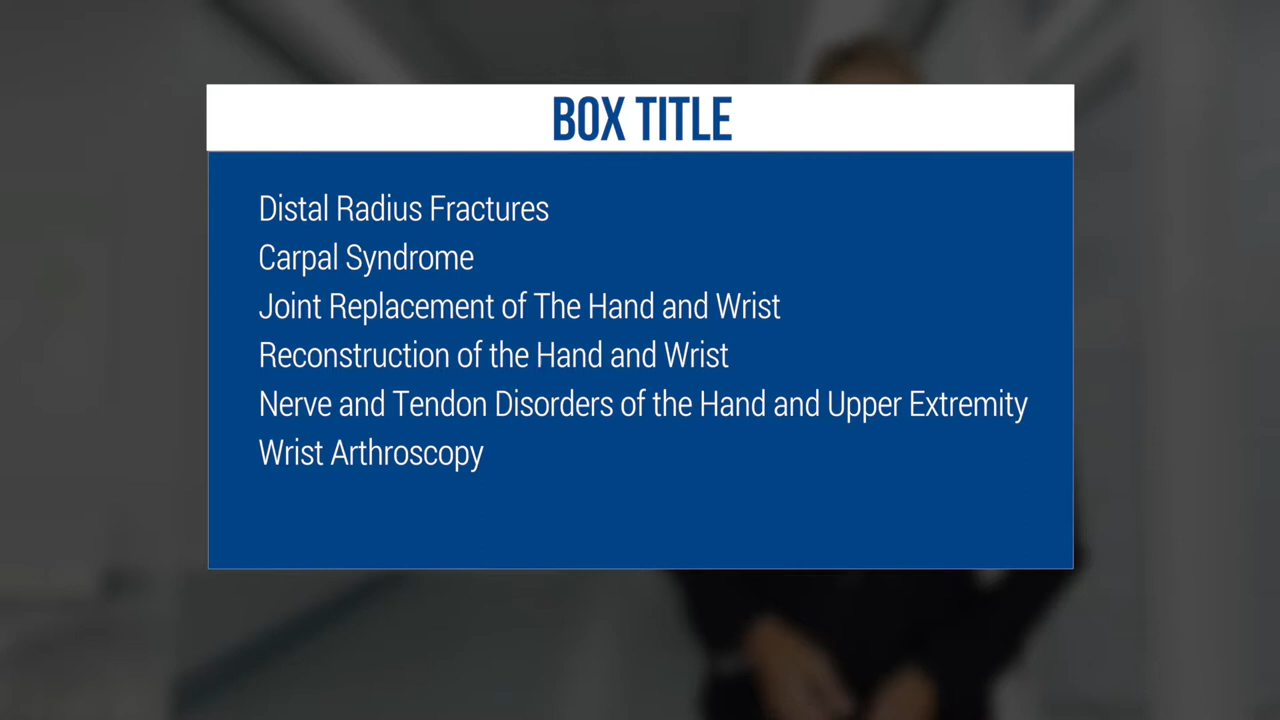 BOX TITLE
Distal Radius Fractures
Carpal Syndrome
Joint Replacement of The Hand and Wrist
Reconstruction of the Hand and Wrist
Nerve and Tendon Disorders of the Hand and Upper Extremity
Wrist Arthroscopy